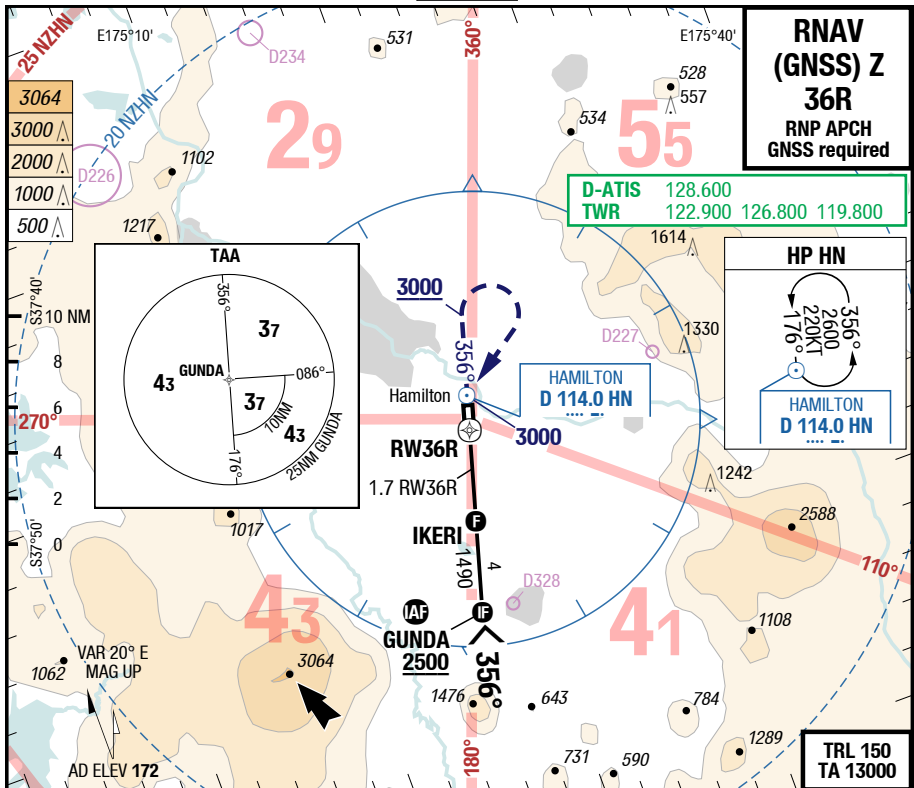 25 NZHN
E175°10'
D234
531
360°
E175°40'
RNAV
(GNSS) Z
36R
RNP APCH
GNSS required
3064
3000
2000
1000
500
20 NZHN
D226
1102
1217
29
528
557
534
55
D-ATIS 128.600
TWR 122.900 126.800 119.800
1614
TAA
356°
37
GUNDA
43
086°
37
70NM
43
176°
25NM GUNDA
S37°40'
10 NM
8
6
4
2
0
S37°50'
270°
3000
356°
Hamilton
HAMILTON
D 114.0 HN
3000
D227
1330
HP HN
356°
2600
220KT
176°
HAMILTON
D 114.0 HN
RW36R
1.7 RW36R
IKERI
F
1490
4
1017
1242
2588
110°
D328
IAF
IF
GUNDA
2500
356°
43
41
1108
1062
VAR 20° E
MAG UP
3064
1476
643
784
1289
731
590
180°
AD ELEV 172
TRL 150
TA 13000